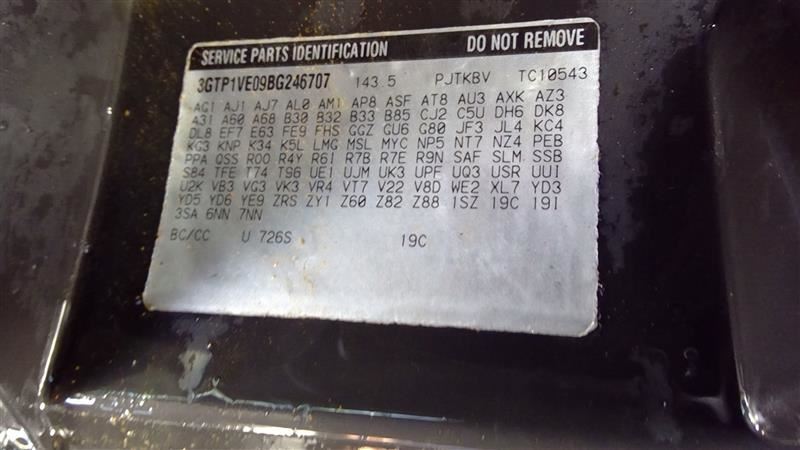 SERVICE PARTS IDENTIFICATION DO NOT REMOVE
3GTP1VE09BG246707 143.5 PJTKBV TC10543
AG1 AJ1 AJ7 AL0 AM1 AP8 ASF AT8 AU3 AXK AZ3
A31 A60 A68 B30 B32 B33 B85 CJ2 C5U DH6 DK8
DL8 EF7 E63 FE9 FHS GGZ GU6 G80 JF3 JL4 KC4
KG3 KNP K34 K5L LMG MSL MYC NP5 NT7 NZ4 PEB
PPA QSS R00 R4Y R6I R7B R7E R9N SAF SLM SSB
S84 TFE T74 T96 UE1 UJM UK3 UPF UQ3 USR UUI
U2K VB3 VG3 VK3 VR4 VT7 V22 V8D WE2 XL7 YD3
YD5 YD6 YE9 ZRS ZY1 Z60 Z82 Z88 1SZ 19C 19I
3SA 6NN 7NN
BC/CC U 726S 19C